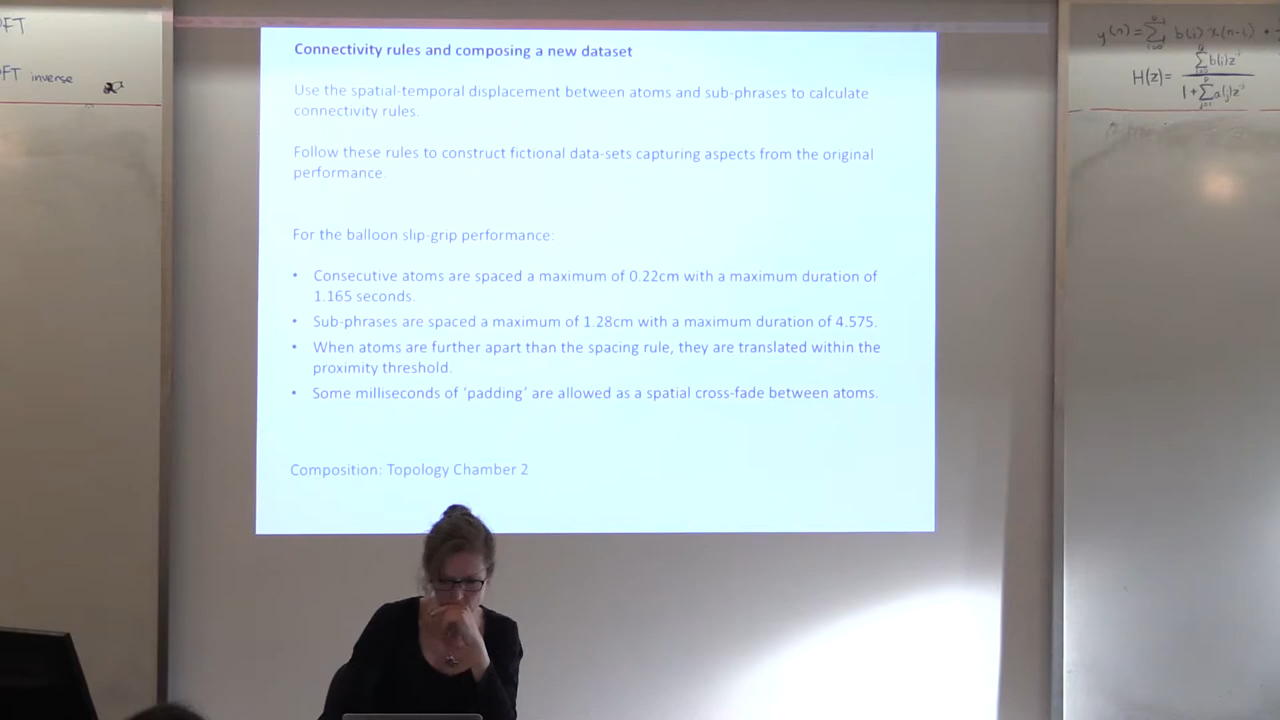 FT
FT inverse
Connectivity rules and composing a new dataset
Use the spatial-temporal displacement between atoms and sub-phrases to calculate
connectivity rules.
Follow these rules to construct fictional data-sets capturing aspects from the original
performance.
For the balloon slip-grip performance:
• Consecutive atoms are spaced a maximum of 0.22cm with a maximum duration of
1.165 seconds.
• Sub-phrases are spaced a maximum of 1.28cm with a maximum duration of 4.575.
• When atoms are further apart than the spacing rule, they are translated within the
proximity threshold.
• Some milliseconds of ‘padding’ are allowed as a spatial cross-fade between atoms.
Composition: Topology Chamber 2
y(n)=∑ b(i) x(n-i) +
∑b(i)z⁻ⁱ
H(z)=
1+∑a(j)z⁻ʲ